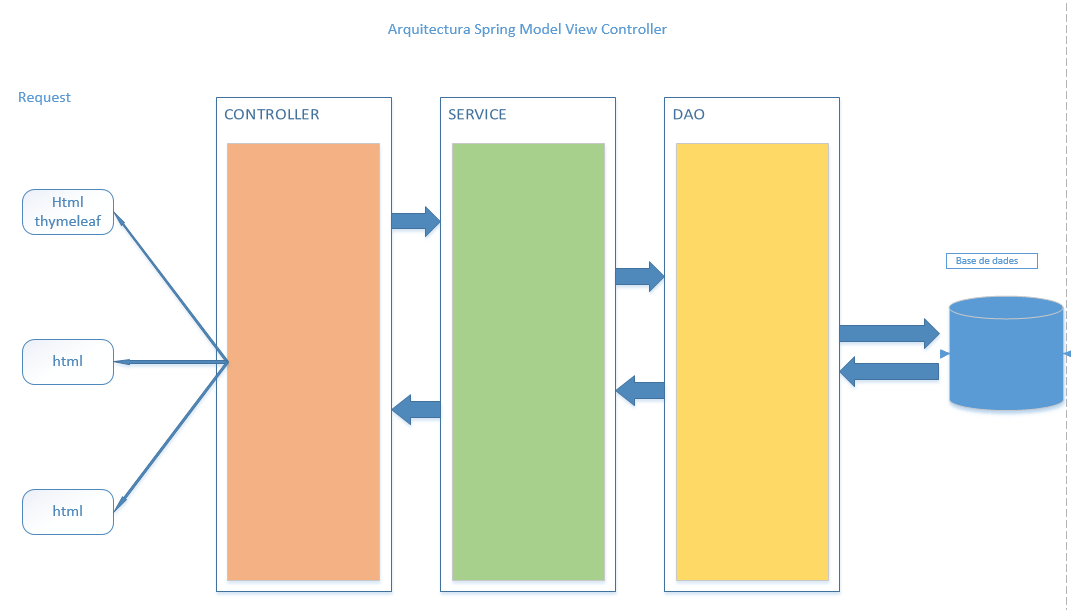 Arquitectura Spring Model View Controller
Request
CONTROLLER
SERVICE
DAO
Html
thymeleaf
Base de dades
html
html